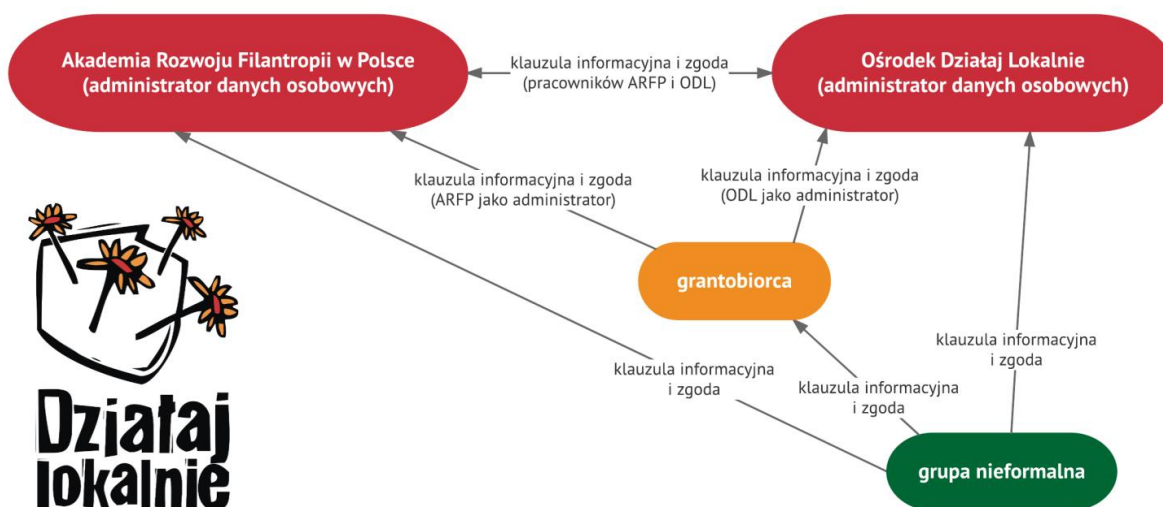 Akademia Rozwoju Filantropii w Polsce
(administrator danych osobowych)
klauzula informacyjna i zgoda
(pracowników ARFP i ODL)
Ośrodek Działaj Lokalnie
(administrator danych osobowych)
klauzula informacyjna i zgoda
(ARFP jako administrator)
klauzula informacyjna i zgoda
(ODL jako administrator)
grantobiorca
klauzula informacyjna
i zgoda
klauzula informacyjna
i zgoda
klauzula informacyjna
i zgoda
grupa nieformalna
Działaj
lokalnie